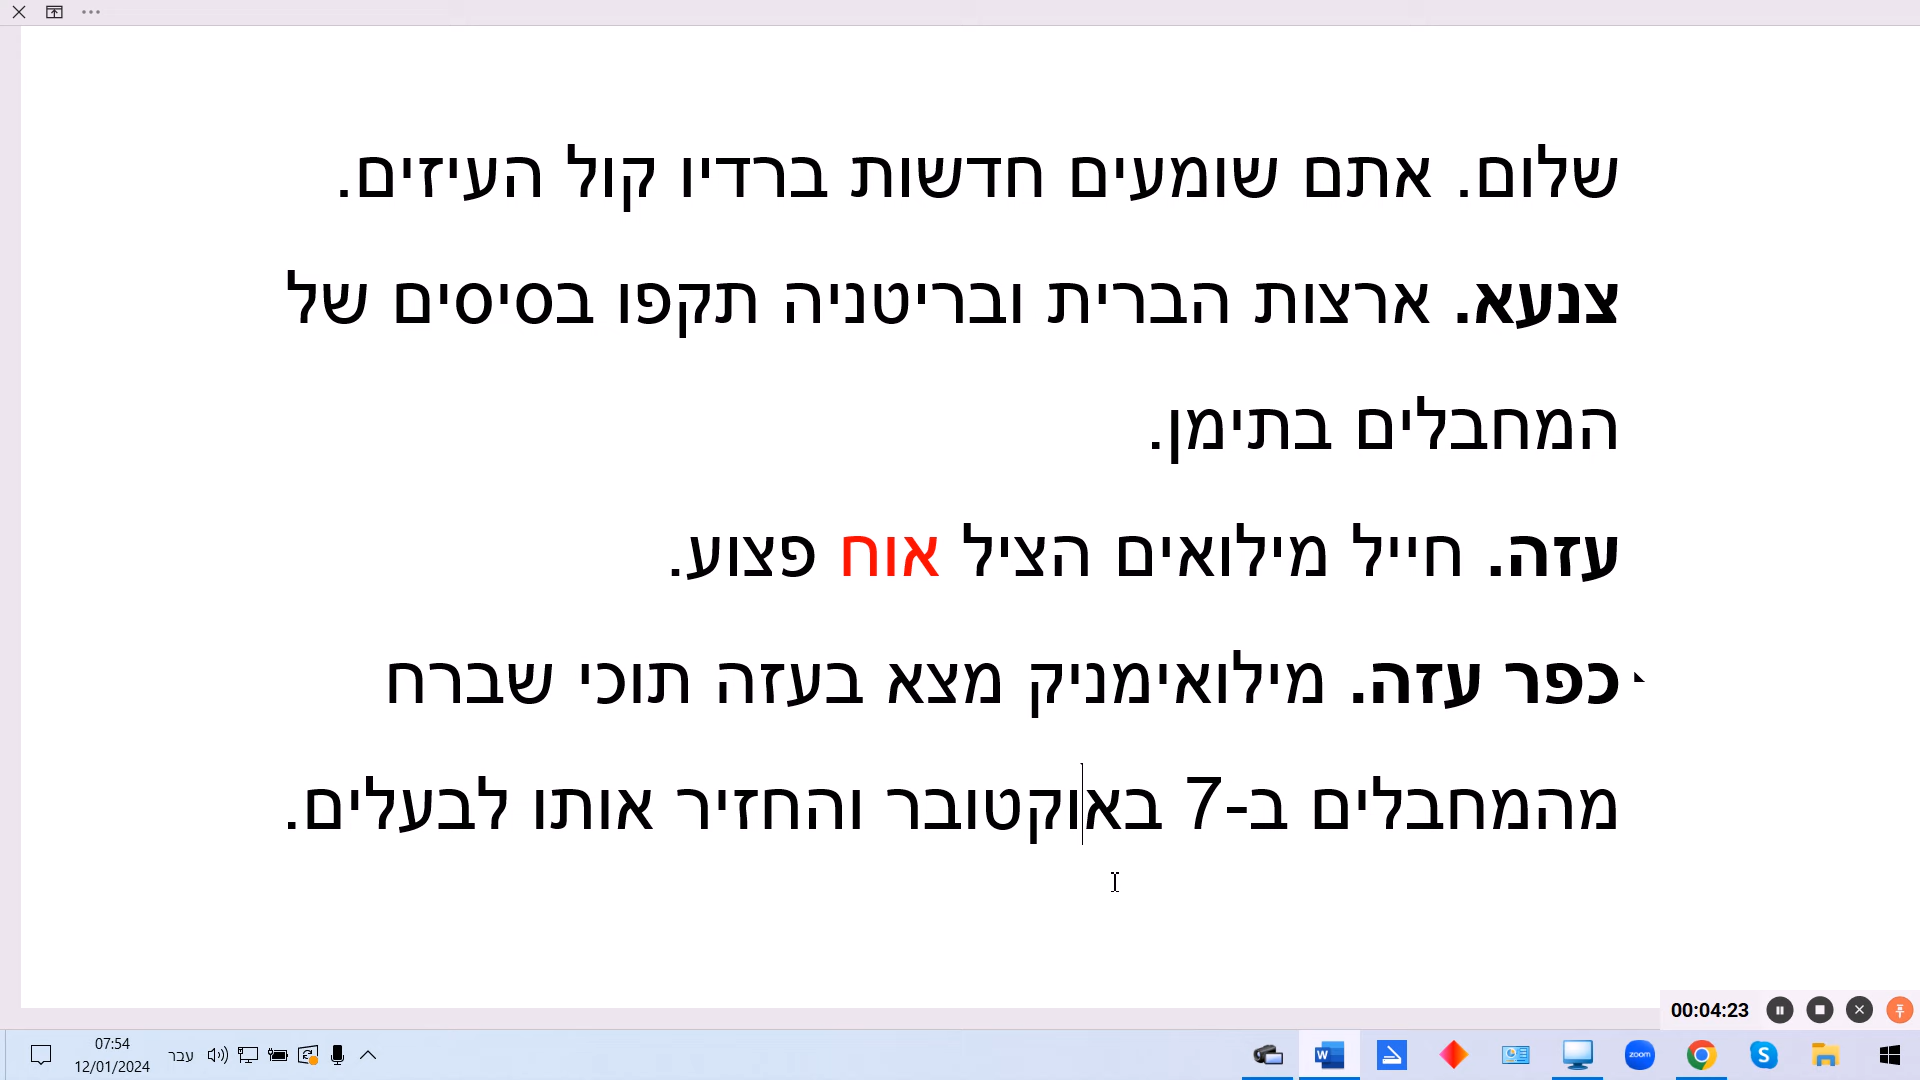 שלום. אתם שומעים חדשות ברדיו קול העיזים.
צנעא. ארצות הברית ובריטניה תקפו בסיסים של
המחבלים בתימן.
עזה. חייל מילואים הציל אוח פצוע.
כפר עזה. מילואימניק מצא בעזה תוכי שברח
מהמחבלים ב-7 באוקטובר והחזיר אותו לבעלים.
00:04:23
07:54
12/01/2024
עבר
W
zoom
S